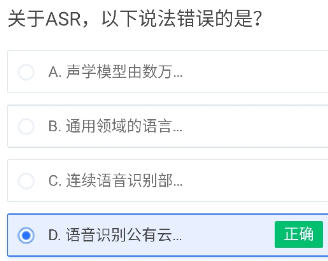 关于ASR，以下说法错误的是？
A. 声学模型由数万...
B. 通用领域的语言...
C. 连续语音识别部...
D. 语音识别公有云...
正确